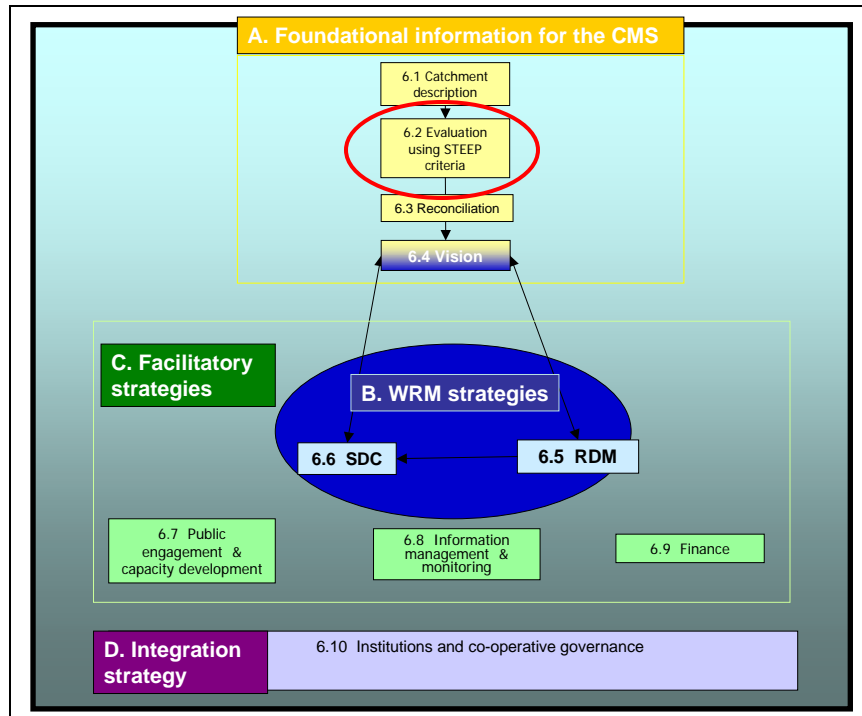 A. Foundational information for the CMS
6.1 Catchment
description
6.2 Evaluation
using STEEP
criteria
6.3 Reconciliation
6.4 Vision
C. Facilitatory
strategies
B. WRM strategies
6.6 SDC
6.5 RDM
6.7 Public
engagement &
capacity development
6.8 Information
management &
monitoring
6.9 Finance
D. Integration
strategy
6.10 Institutions and co-operative governance